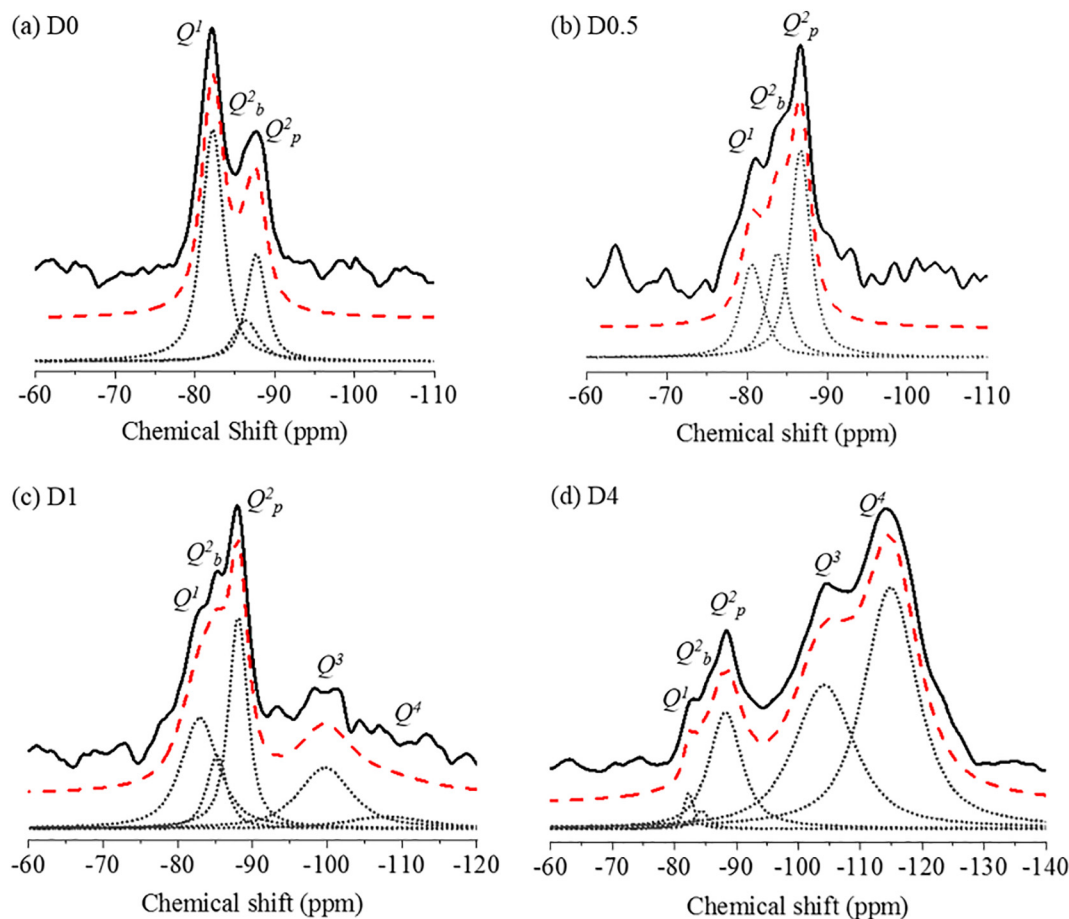 (a) D0
Q¹
Q²b
Q²p
-60 -70 -80 -90 -100 -110
Chemical Shift (ppm)
(b) D0.5
Q²p
Q²b
Q¹
-60 -70 -80 -90 -100 -110
Chemical shift (ppm)
(c) D1
Q²p
Q²b
Q¹
Q³
Q⁴
-60 -70 -80 -90 -100 -110 -120
Chemical shift (ppm)
(d) D4
Q⁴
Q³
Q²p
Q²b
Q¹
-60 -70 -80 -90 -100 -110 -120 -130 -140
Chemical shift (ppm)